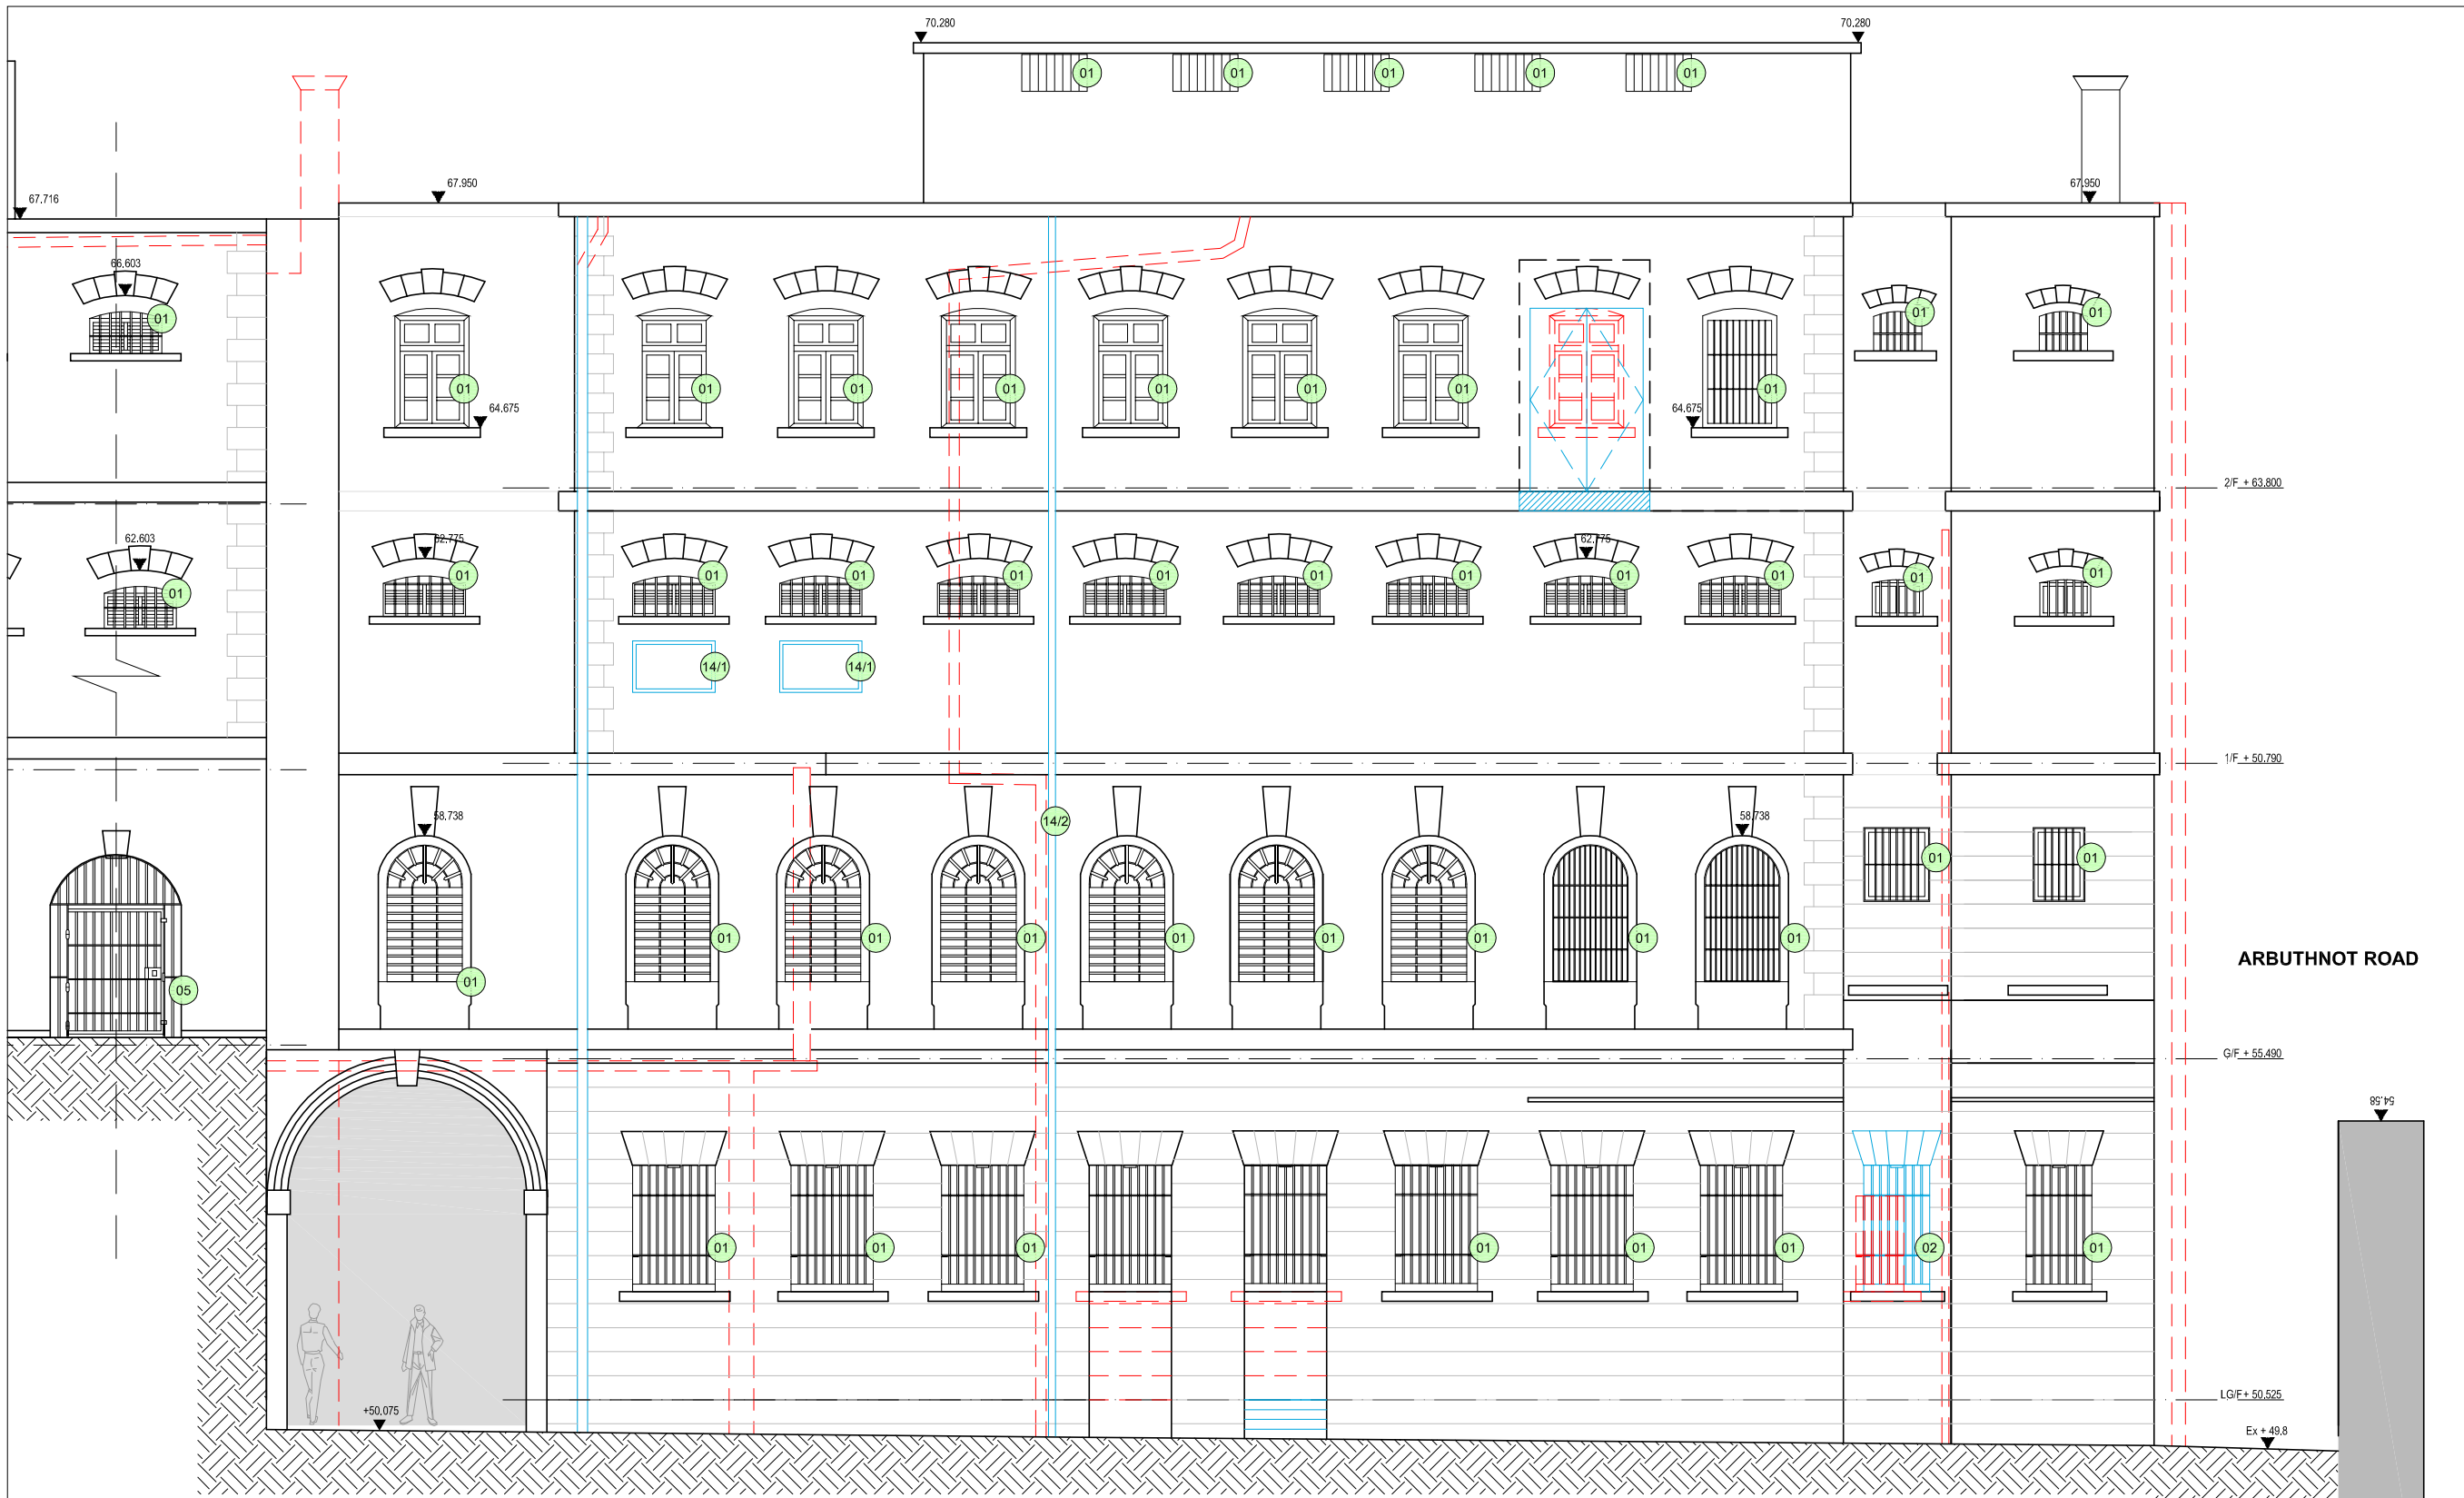 70.280 70.280
01 01 01 01 01
67.716 67.950 67.950
66.603
01 01 01
01 01 01 01 01 01 01 01
64.675 64.675
2/F + 63.800
62.603 62.775 62.775
01 01 01 01 01 01 01 01 01 01 01 01
14/1 14/1
1/F + 50.790
58.738 14/2 58.738
01 01
01 01 01 01 01 01 01 01
ARBUTHNOT ROAD
05 01
G/F + 55.490
54.58
01 01 01 01 01 01 02 01
LG/F + 50.525
+50.075
Ex + 49.8